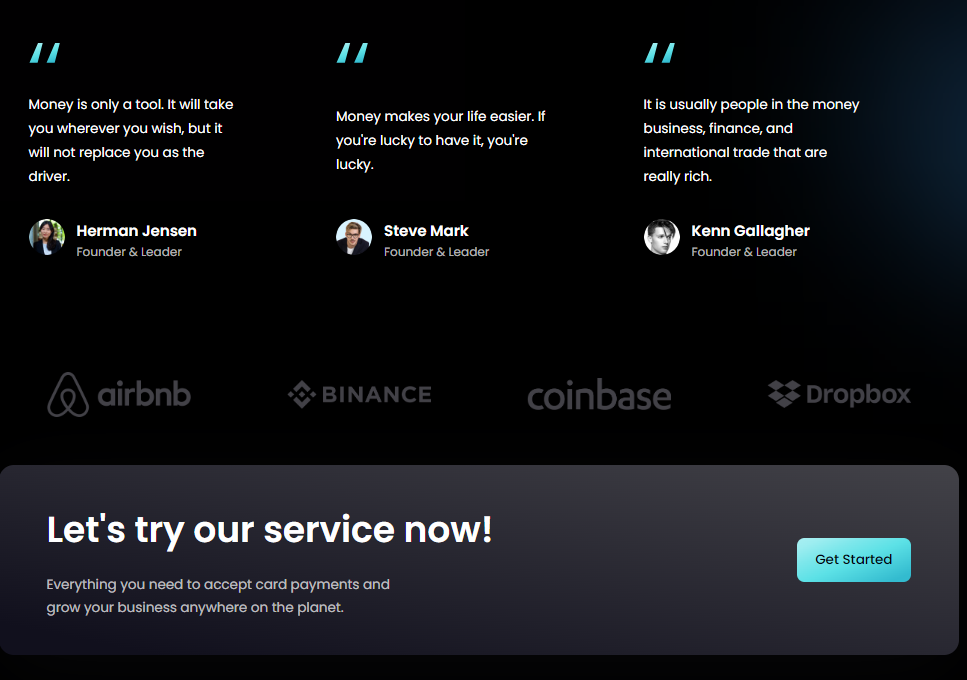 Money is only a tool. It will take
you wherever you wish, but it
will not replace you as the
driver.
Herman Jensen
Founder & Leader
Money makes your life easier. If
you're lucky to have it, you're
lucky.
Steve Mark
Founder & Leader
It is usually people in the money
business, finance, and
international trade that are
really rich.
Kenn Gallagher
Founder & Leader
airbnb
BINANCE
coinbase
Dropbox
Let's try our service now!
Everything you need to accept card payments and
grow your business anywhere on the planet.
Get Started